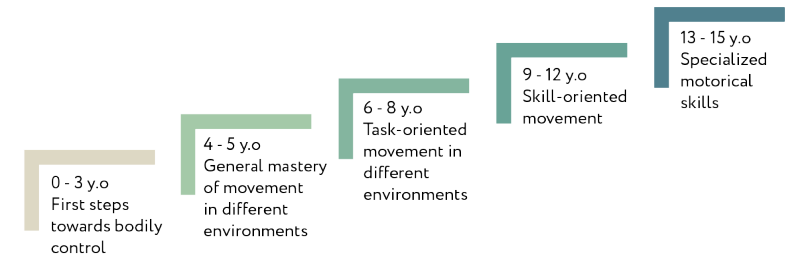 0 - 3 y.o
First steps
towards bodily
control
4 - 5 y.o
General mastery
of movement
in different
environments
6 - 8 y.o
Task-oriented
movement in
different
environments
9 - 12 y.o
Skill-oriented
movement
13 - 15 y.o
Specialized
motorical
skills